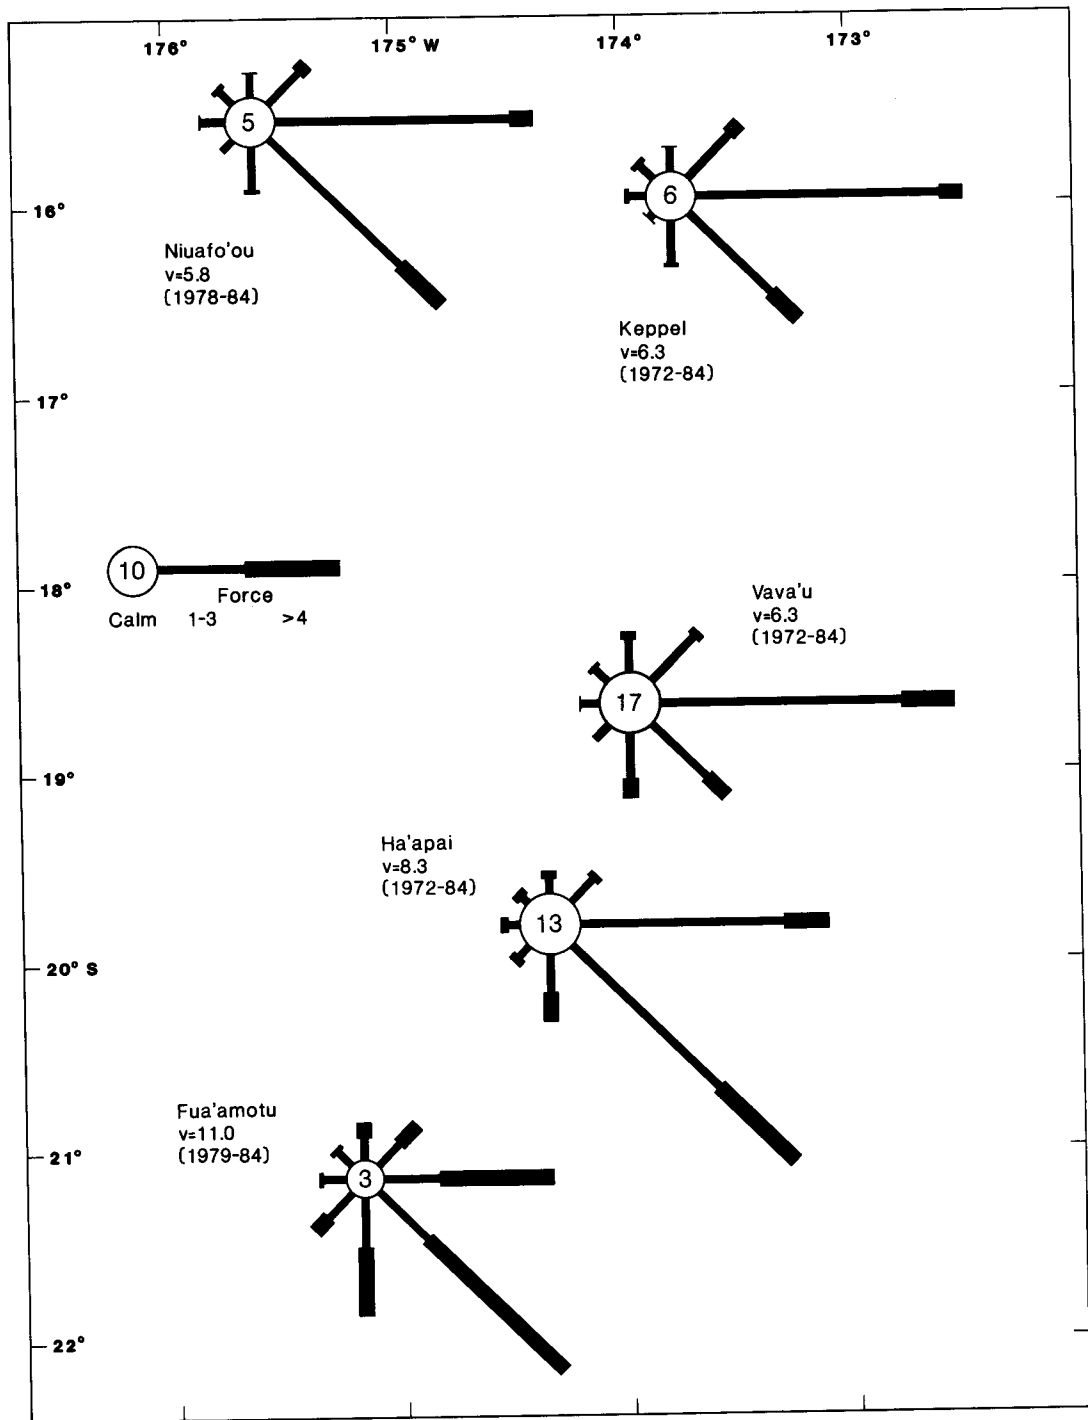 176° 175° W 174° 173°
5
6
16°
Niuafo'ou
v=5.8
(1978-84)
Keppel
v=6.3
(1972-84)
17°
10
18°
Force
Calm 1-3 >4
Vava'u
v=6.3
(1972-84)
17
19°
Ha'apai
v=8.3
(1972-84)
13
20° S
Fua'amotu
v=11.0
(1979-84)
21°
3
22°